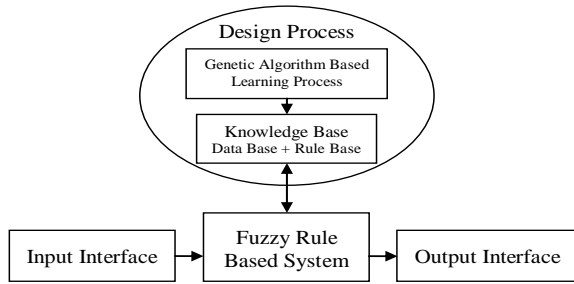 Design Process
Genetic Algorithm Based
Learning Process
Knowledge Base
Data Base + Rule Base
Input Interface
Fuzzy Rule
Based System
Output Interface